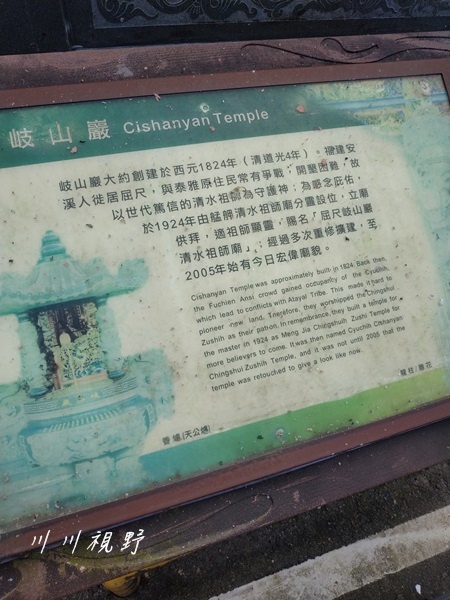 岐山巖 Cishanyan Temple
岐山巖大約創建於西元1824年（清道光4年）。擔建安
溪人徙居屈尺，與泰雅原住民常有爭戰，開墾困難，故
以世代篤信的清水祖師為守護神；為感念庇佑，
於1924年由艋舺清水祖師廟分靈設位，立廟
供拜，適祖師顯靈，賜名「屈尺岐山巖
清水祖師廟」；經過多次重修擴建，至
2005年始有今日宏偉廟貌。
Cishanyan Temple was approximately built in 1824. Back then,
the Fuchien Ansi crowd gained occupancy of the Cyuchih,
which lead to conflicts with Atayal Tribe. This made it hard to
pioneer new land. Therefore, they worshipped the Chingshui
Zushih as their patron. In remembrance, they built a temple for
the master in 1924 as Meng Jia Chingshuih Zushi Temple for
more believers to come. It was then named Cyuchih Cishanyan
Chingshui Zushih Temple, and it was not until 2005 that the
temple was retouched to give a look like now.
香爐(天公爐)
龍柱/雕花
川川視野